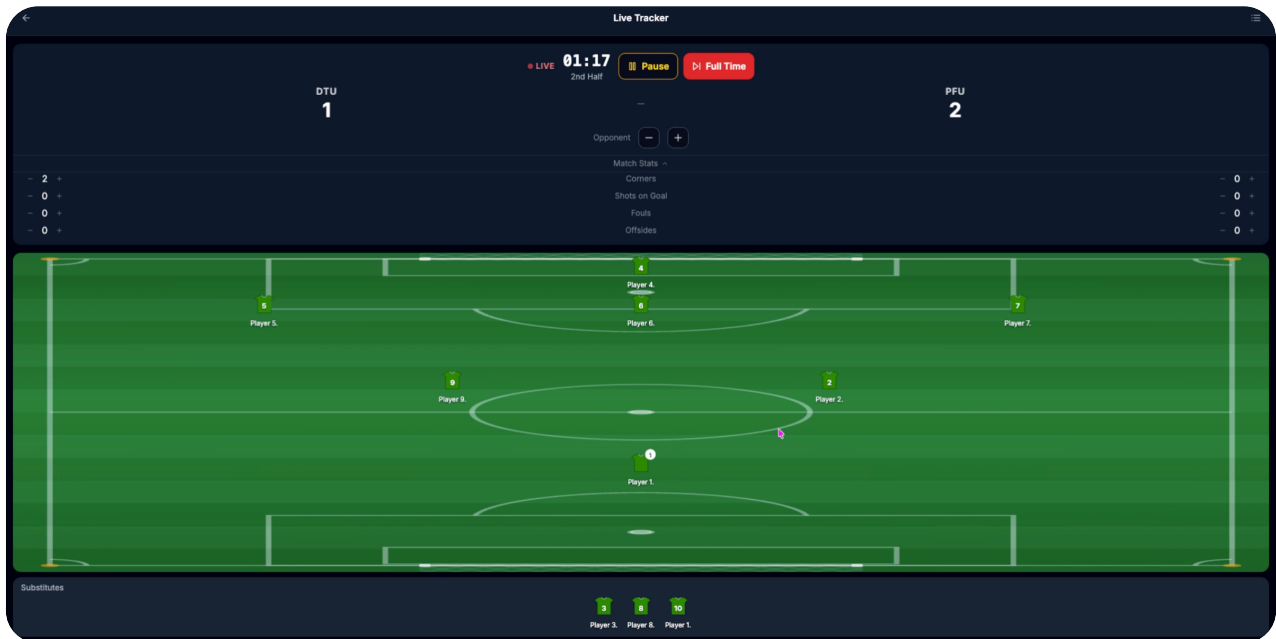 Live Tracker
LIVE 01:17 Pause Full Time
2nd Half
DTU PFU
1 – 2
Opponent − +
Match Stats
− 2 + Corners − 0 +
− 0 + Shots on Goal − 0 +
− 0 + Fouls − 0 +
− 0 + Offsides − 0 +
4
Player 4.
5 6 7
Player 5. Player 6. Player 7.
9 2
Player 9. Player 2.
1
Player 1.
Substitutes
3 8 10
Player 3. Player 8. Player 1.